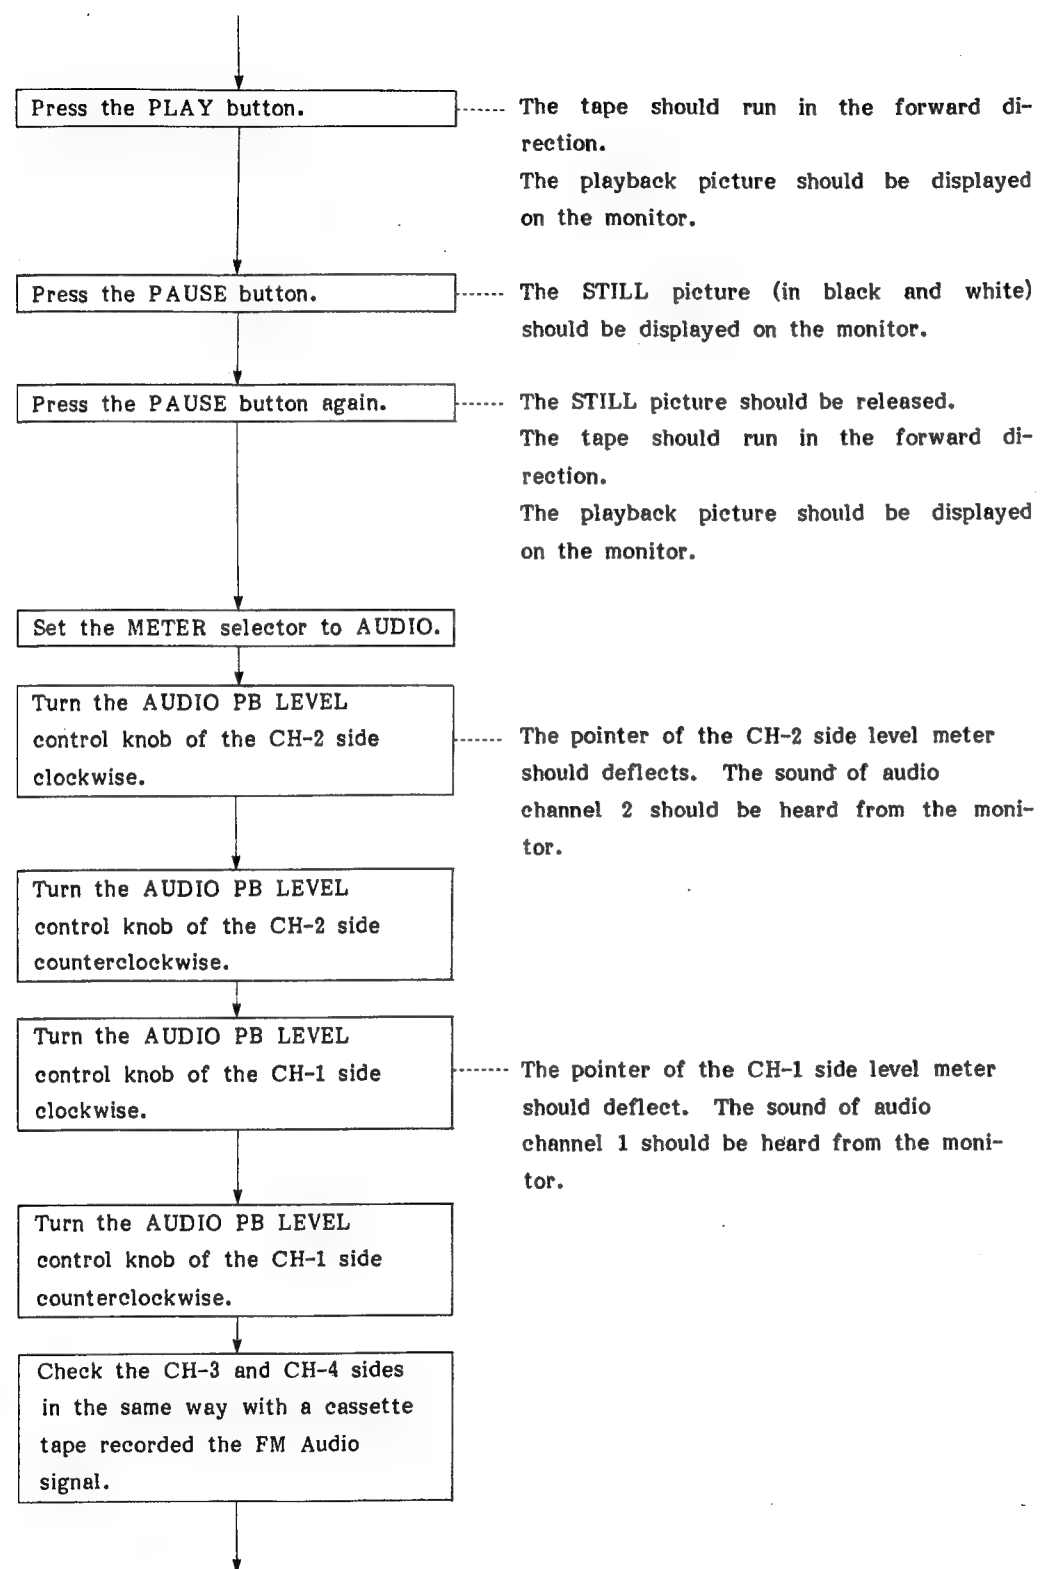 Press the PLAY button.
The tape should run in the forward di-
rection.
The playback picture should be displayed
on the monitor.
Press the PAUSE button.
The STILL picture (in black and white)
should be displayed on the monitor.
Press the PAUSE button again.
The STILL picture should be released.
The tape should run in the forward di-
rection.
The playback picture should be displayed
on the monitor.
Set the METER selector to AUDIO.
Turn the AUDIO PB LEVEL
control knob of the CH-2 side
clockwise.
The pointer of the CH-2 side level meter
should deflects. The sound of audio
channel 2 should be heard from the moni-
tor.
Turn the AUDIO PB LEVEL
control knob of the CH-2 side
counterclockwise.
Turn the AUDIO PB LEVEL
control knob of the CH-1 side
clockwise.
The pointer of the CH-1 side level meter
should deflect. The sound of audio
channel 1 should be heard from the moni-
tor.
Turn the AUDIO PB LEVEL
control knob of the CH-1 side
counterclockwise.
Check the CH-3 and CH-4 sides
in the same way with a cassette
tape recorded the FM Audio
signal.